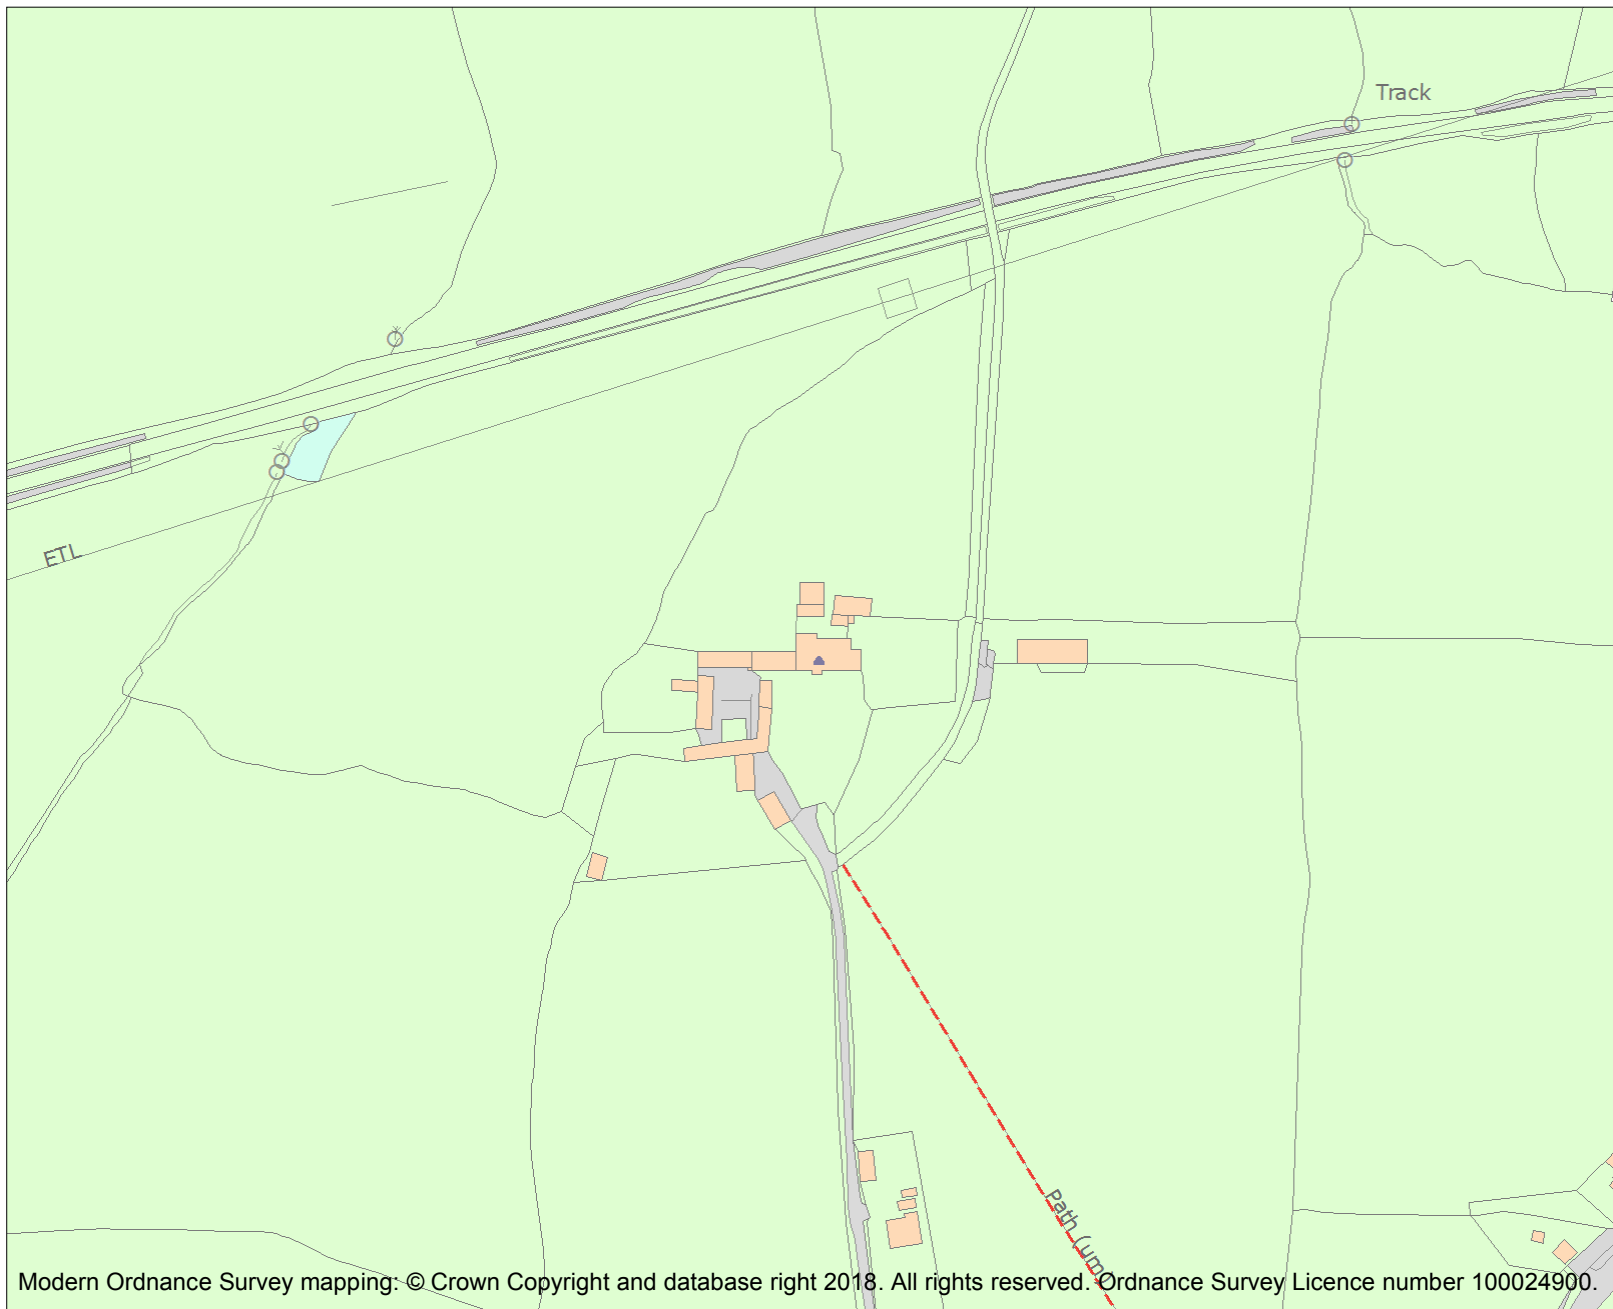 Track
ETL
Path (um)
Modern Ordnance Survey mapping: © Crown Copyright and database right 2018. All rights reserved. Ordnance Survey Licence number 100024900.